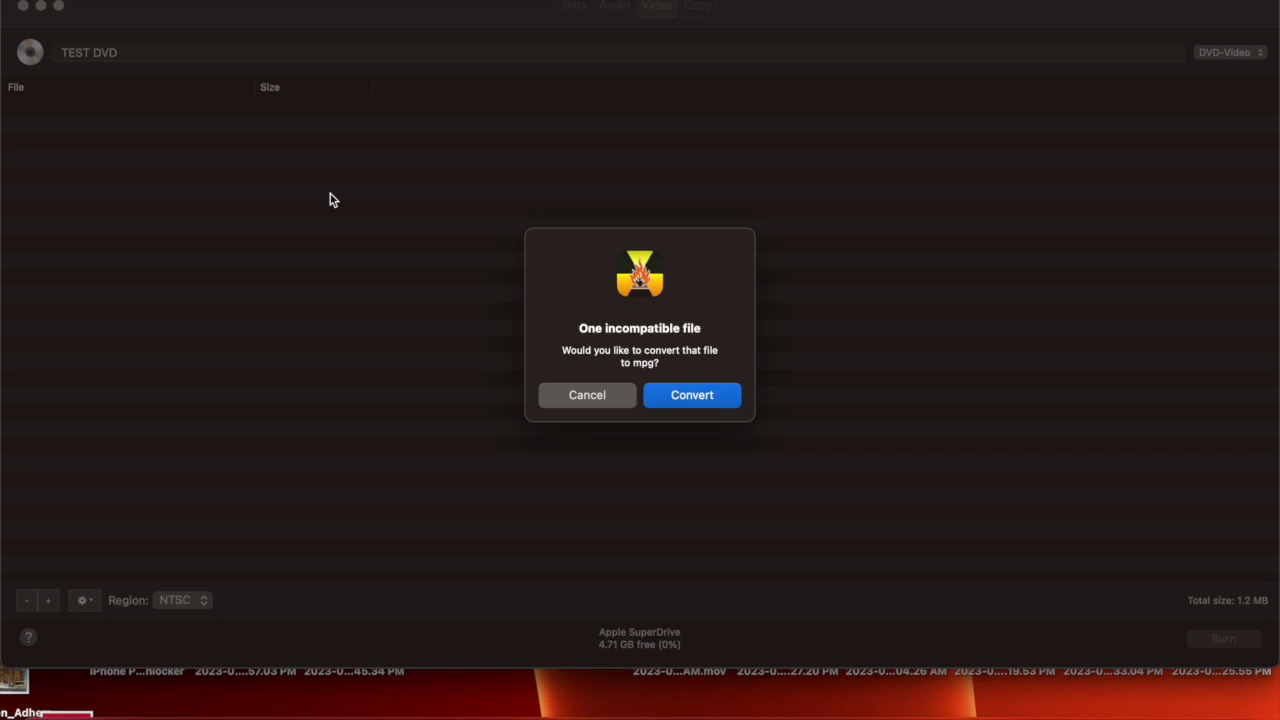 Data Audio Video Copy
TEST DVD
DVD-Video
File Size
One incompatible file
Would you like to convert that file
to mpg?
Cancel Convert
- +
Region: NTSC
Total size: 1.2 MB
?
Apple SuperDrive
4.71 GB free (0%)
Burn
iPhone P...hlocker 2023-0....57.03 PM 2023-0...45.34 PM 2023-0...AM.mov 2023-0....27.20 PM 2023-0...04.26 AM 2023-0....19.53 PM 2023-0...33.04 PM 2023-0...25.55 PM